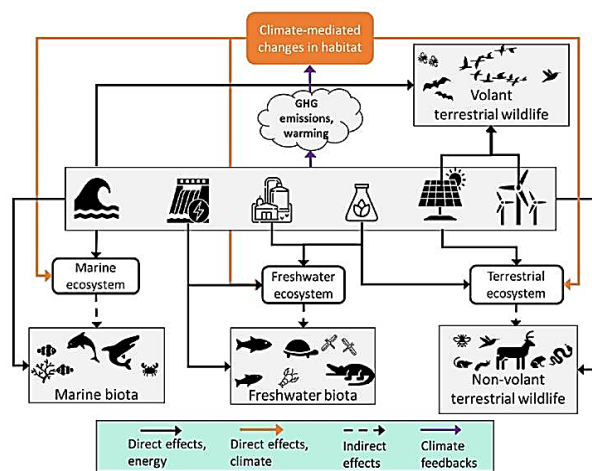 Climate-mediated
changes in habitat
GHG
emissions,
warming
Volant
terrestrial wildlife
Marine
ecosystem
Freshwater
ecosystem
Terrestrial
ecosystem
Marine biota
Freshwater biota
Non-volant
terrestrial wildlife
Direct effects,
energy
Direct effects,
climate
Indirect
effects
Climate
feedbacks